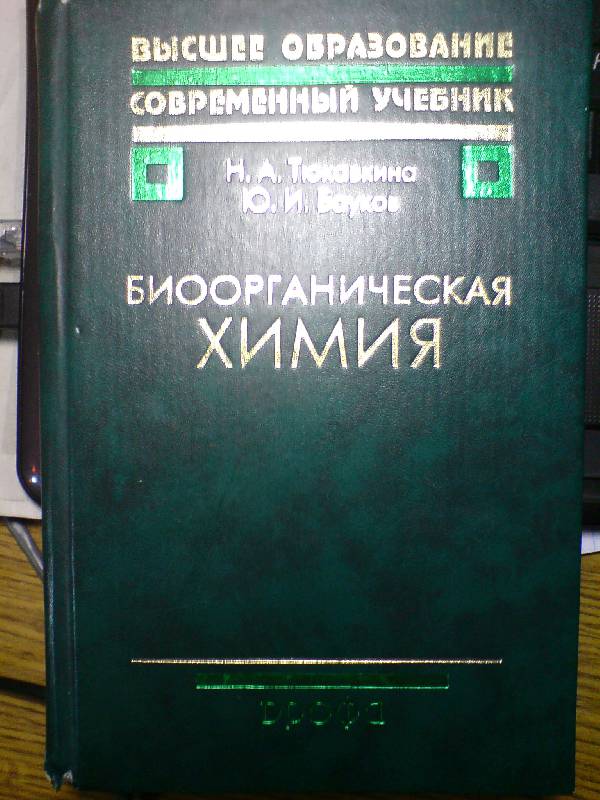 ВЫСШЕЕ ОБРАЗОВАНИЕ
СОВРЕМЕННЫЙ УЧЕБНИК
Н. А. Тюкавкина
Ю. И. Бауков
БИООРГАНИЧЕСКАЯ
ХИМИЯ
дрофа